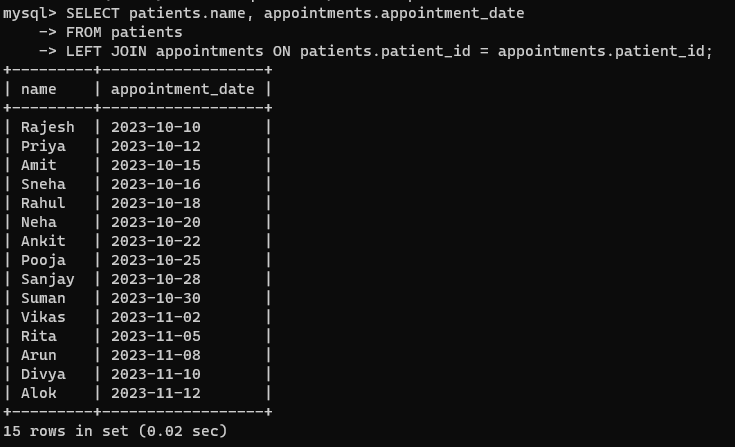 mysql> SELECT patients.name, appointments.appointment_date
    -> FROM patients
    -> LEFT JOIN appointments ON patients.patient_id = appointments.patient_id;
+---------+------------------+
| name    | appointment_date |
+---------+------------------+
| Rajesh  | 2023-10-10       |
| Priya   | 2023-10-12       |
| Amit    | 2023-10-15       |
| Sneha   | 2023-10-16       |
| Rahul   | 2023-10-18       |
| Neha    | 2023-10-20       |
| Ankit   | 2023-10-22       |
| Pooja   | 2023-10-25       |
| Sanjay  | 2023-10-28       |
| Suman   | 2023-10-30       |
| Vikas   | 2023-11-02       |
| Rita    | 2023-11-05       |
| Arun    | 2023-11-08       |
| Divya   | 2023-11-10       |
| Alok    | 2023-11-12       |
+---------+------------------+
15 rows in set (0.02 sec)